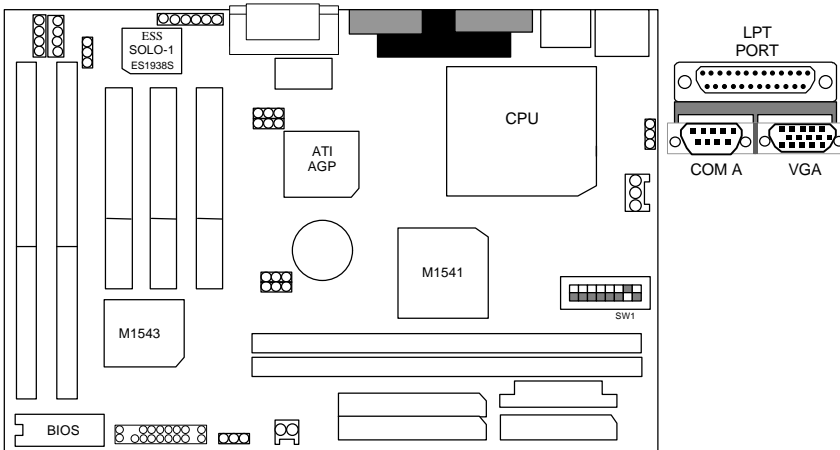 ESS
SOLO-1
ES1938S
LPT
PORT
CPU
ATI
AGP
COM A
VGA
M1541
M1543
SW1
BIOS